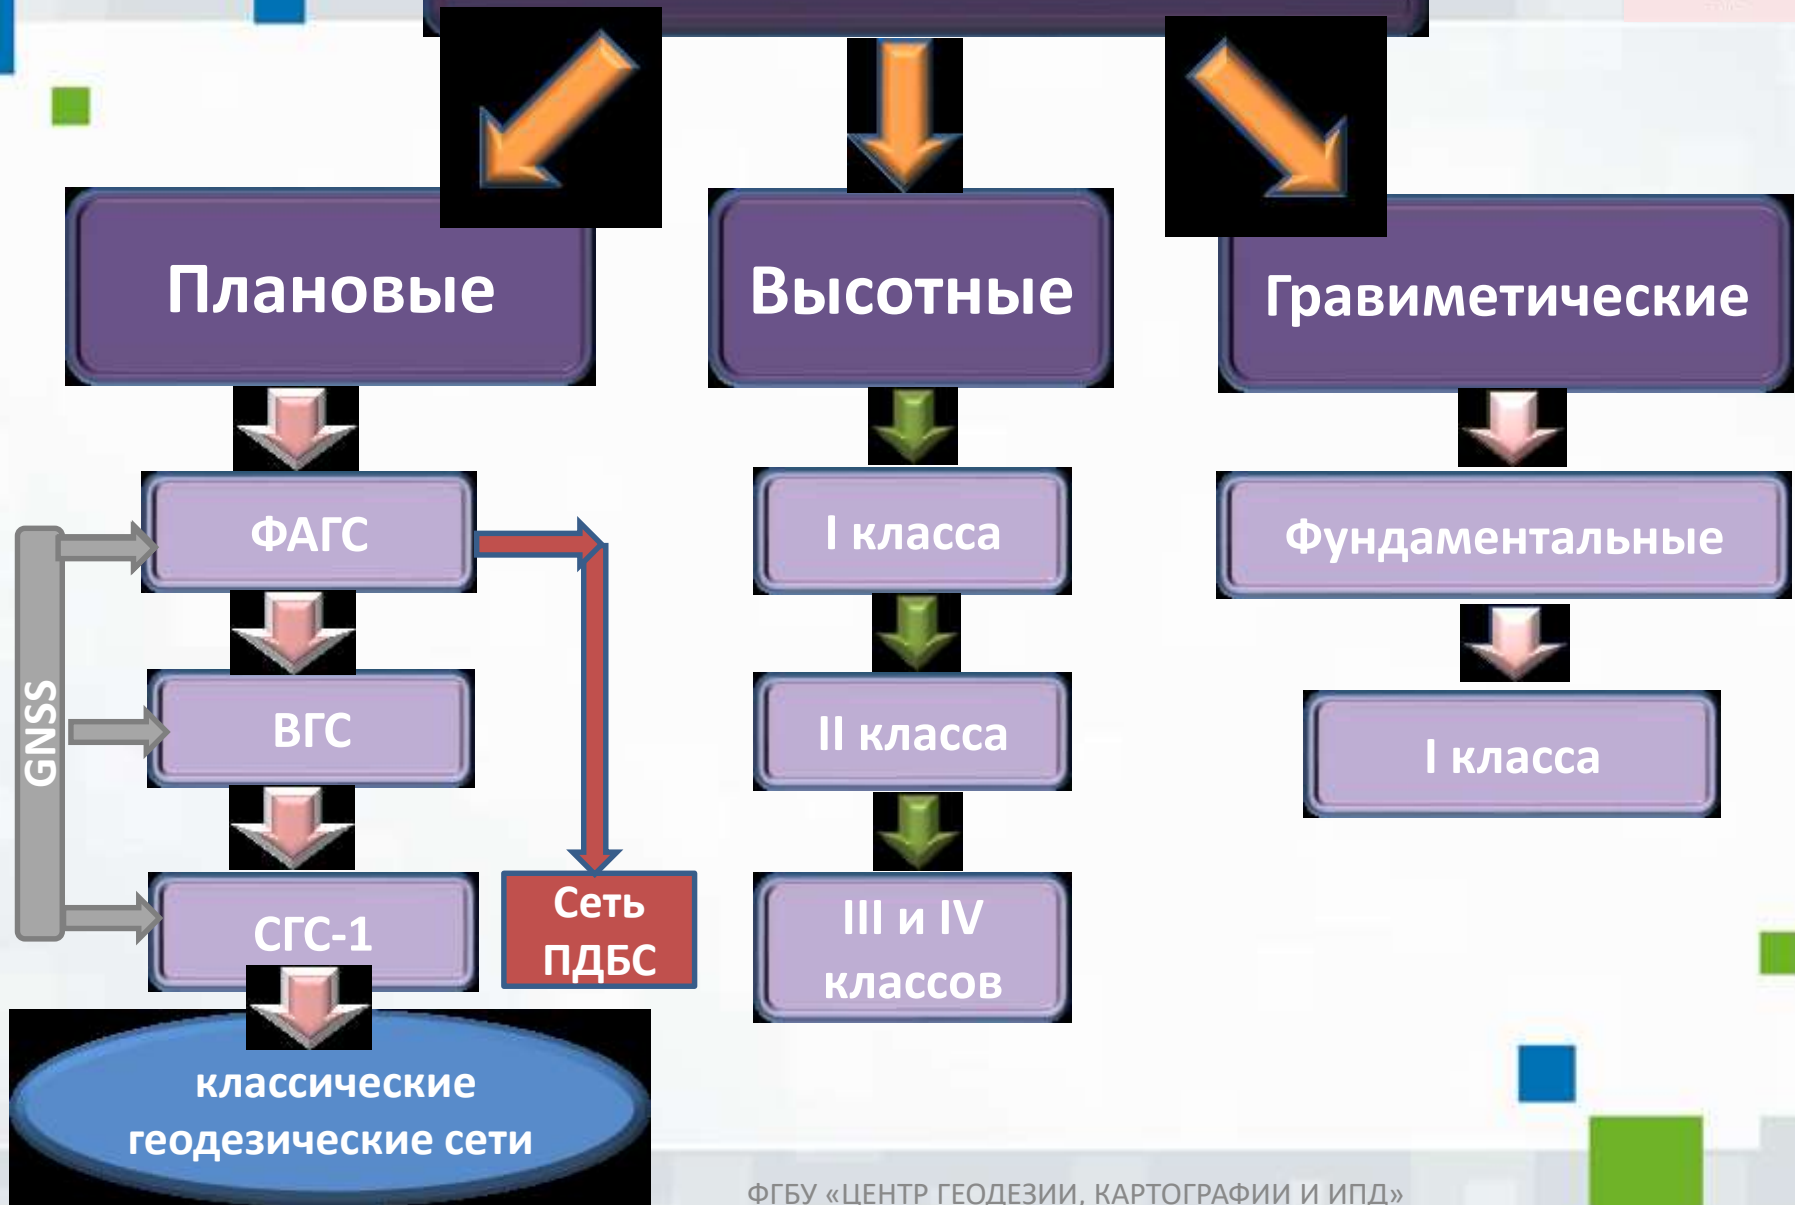 Плановые
Высотные
Гравиметические
ФАГС
I класса
Фундаментальные
GNSS
ВГС
II класса
I класса
СГС-1
Сеть
ПДБС
III и IV
классов
классические
геодезические сети
ФГБУ «ЦЕНТР ГЕОДЕЗИИ, КАРТОГРАФИИ И ИПД»